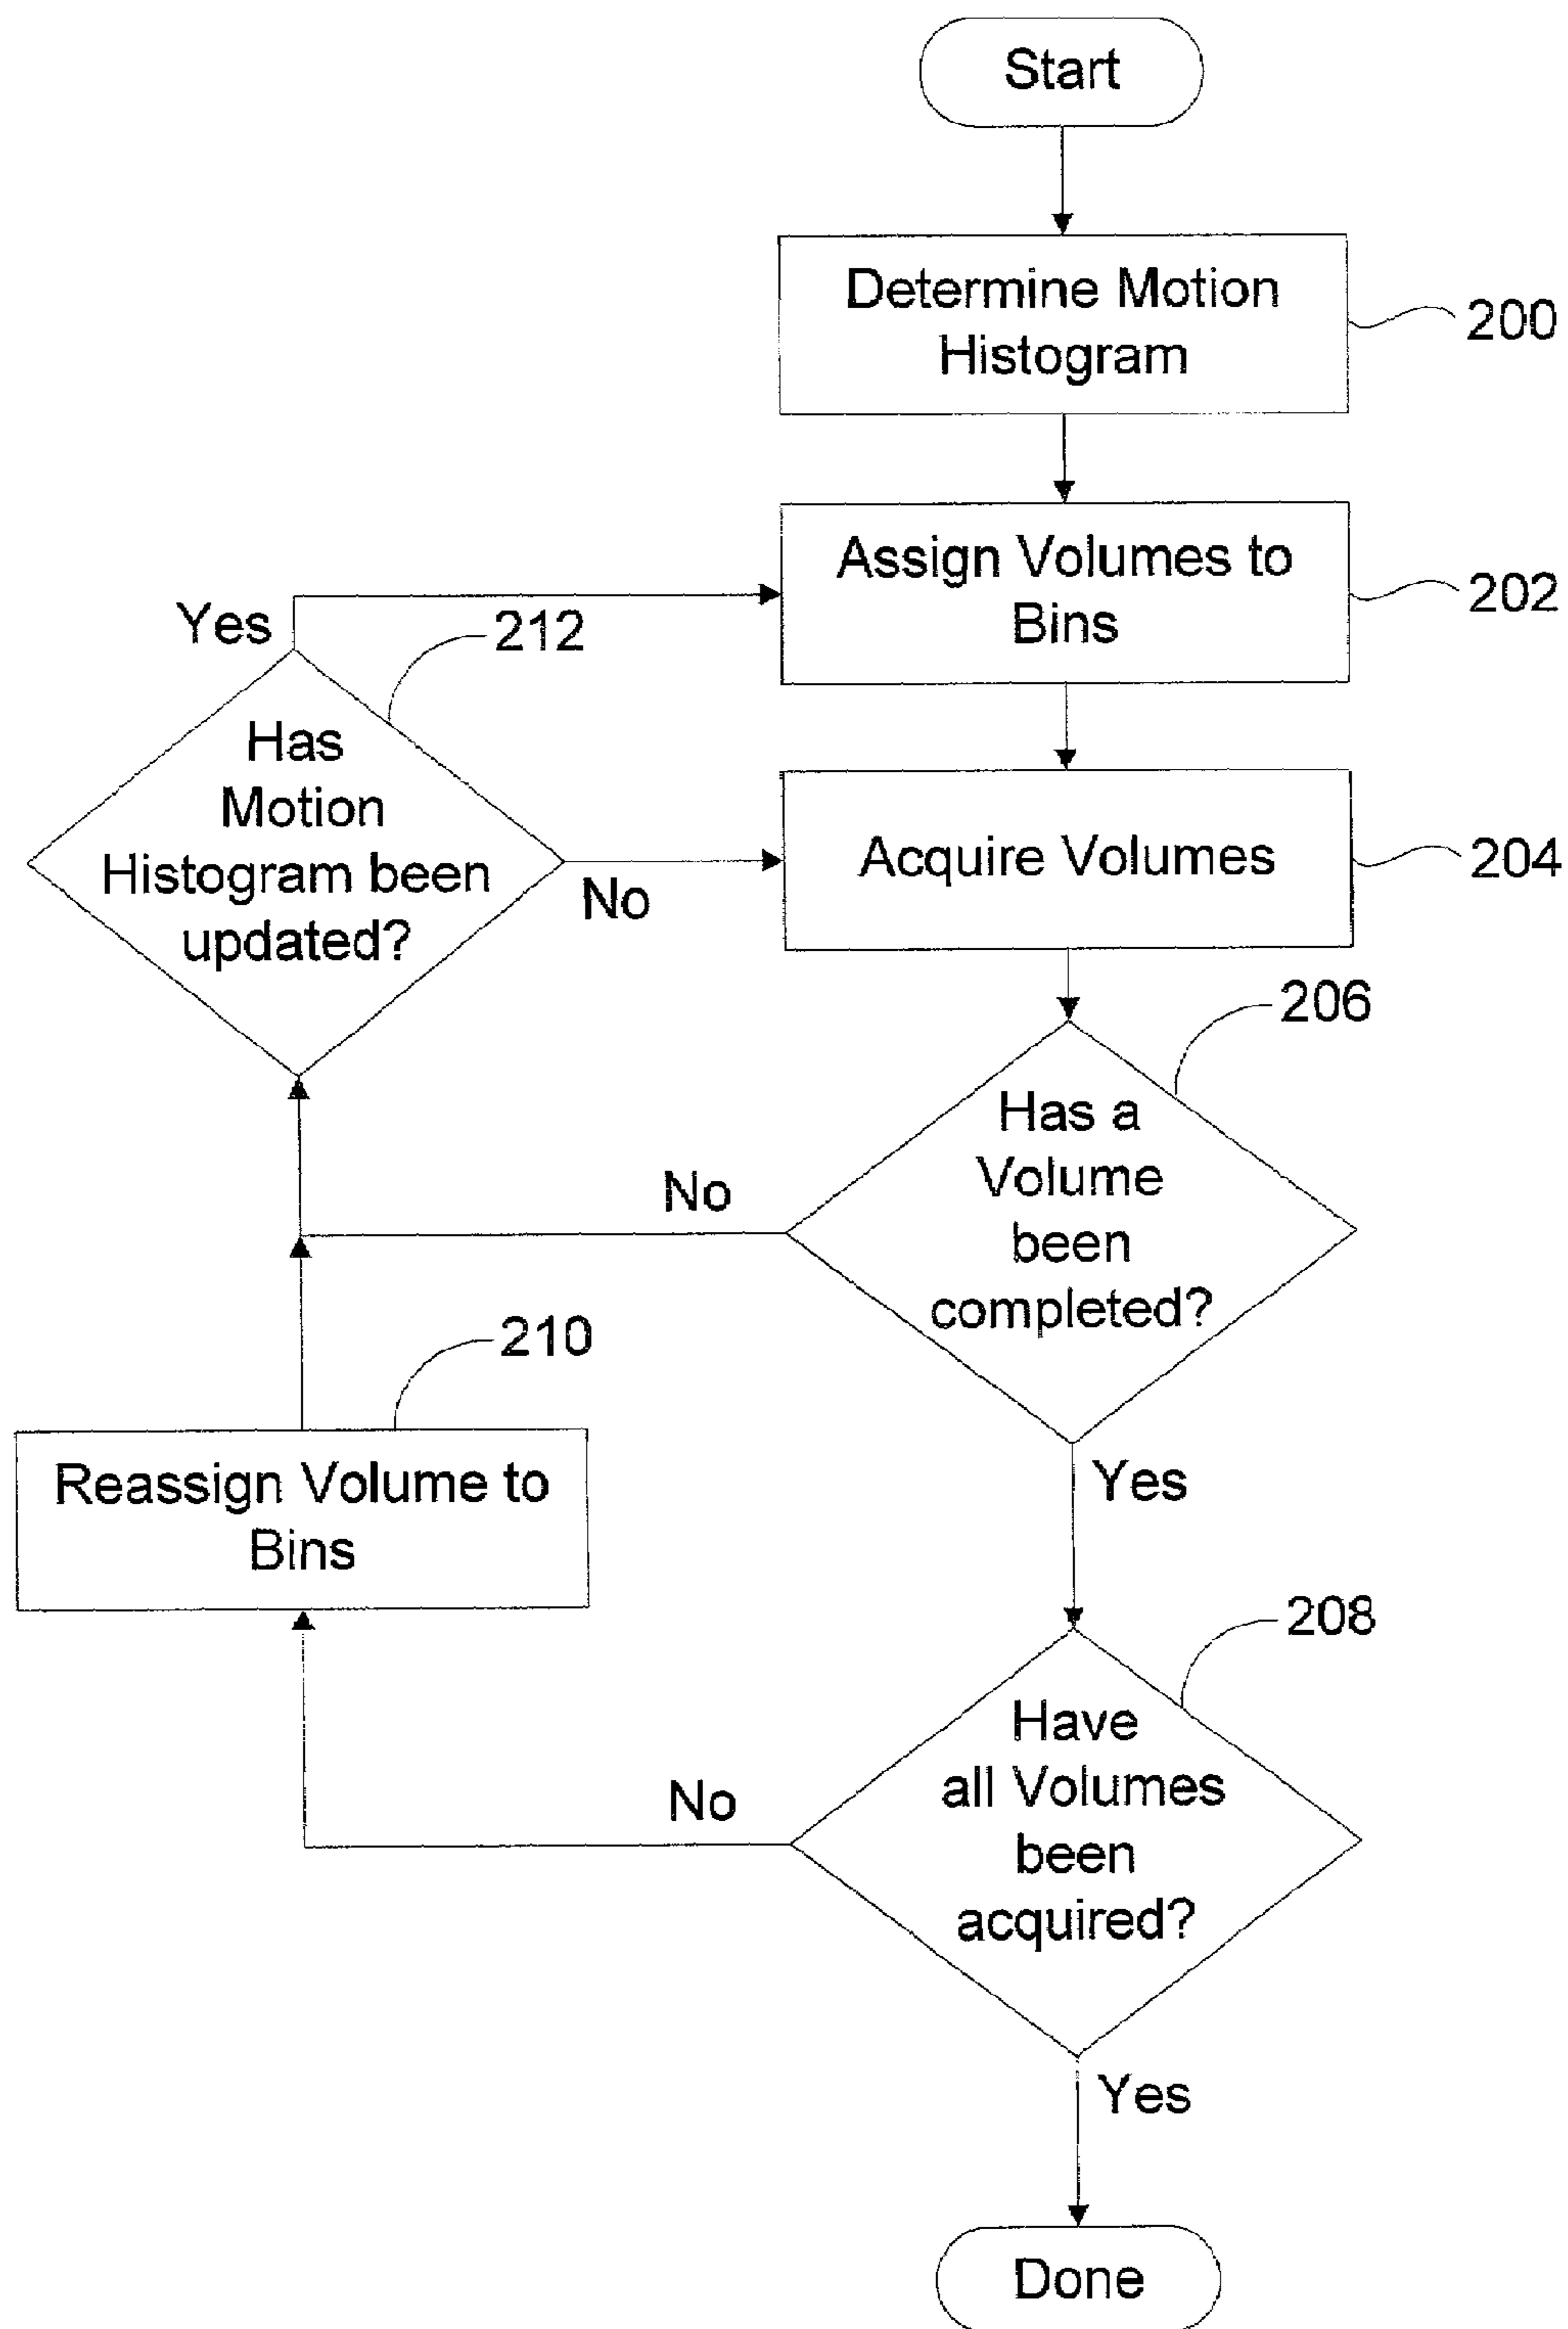 Start
Determine Motion
Histogram
200
Assign Volumes to
Bins
202
Yes
212
Has
Motion
Histogram been
updated?
No
Acquire Volumes
204
206
Has a
Volume
been
completed?
No
Yes
210
Reassign Volume to
Bins
208
Have
all Volumes
been
acquired?
No
Yes
Done